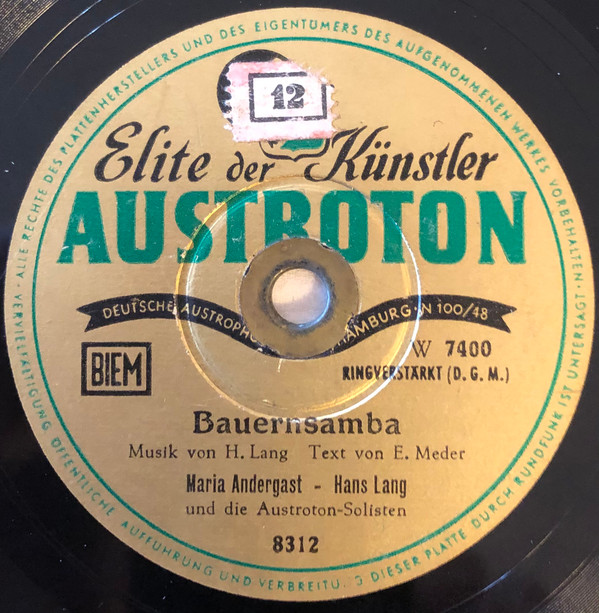 ALLE RECHTE DES PLATTENHERSTELLERS UND DES EIGENTÜMERS DES AUFGENOMMENEN WERKES VORBEHALTEN · UNTERSAGT IST DIESER PLATTE DURCH RUNDFUNK
VERVIELFÄLTIGUNG ÖFFENTLICHE AUFFÜHRUNG UND
12
Elite der Künstler
AUSTROTON
DEUTSCHE HAMBURG · N 100/48
BIEM
W 7400
RINGVERSTÄRKT (D.G.M.)
Bauernsamba
Musik von H. Lang Text von E. Meder
Maria Andergast - Hans Lang
und die Austroton-Solisten
8312